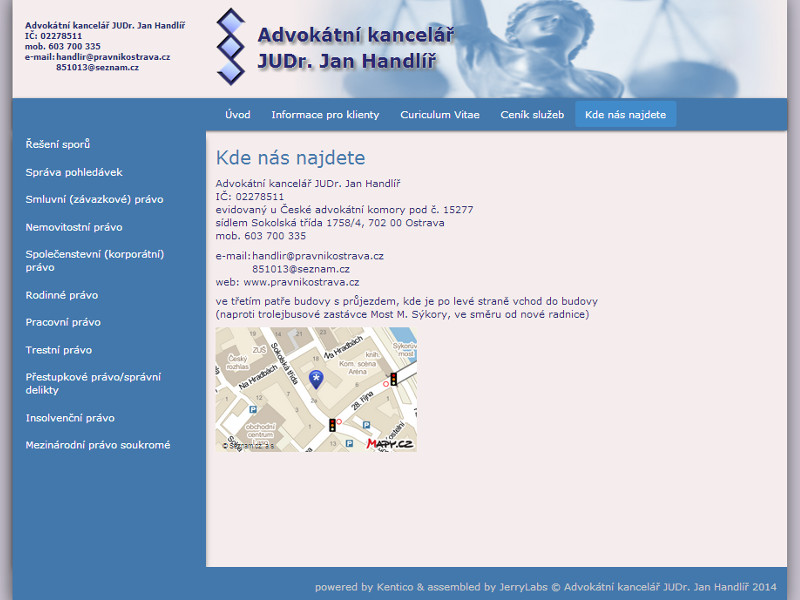 Advokátní kancelář JUDr. Jan Handlíř
IČ: 02278511
mob. 603 700 335
e-mail: handlir@pravnikostrava.cz
851013@seznam.cz
Advokátní kancelář
JUDr. Jan Handlíř
Úvod
Informace pro klienty
Curiculum Vitae
Ceník služeb
Kde nás najdete
Řešení sporů
Správa pohledávek
Smluvní (závazkové) právo
Nemovitostní právo
Společenstevní (korporátní)
právo
Rodinné právo
Pracovní právo
Trestní právo
Přestupkové právo/správní
delikty
Insolvenční právo
Mezinárodní právo soukromé
Kde nás najdete
Advokátní kancelář JUDr. Jan Handlíř
IČ: 02278511
evidovaný u České advokátní komory pod č. 15277
sídlem Sokolská třída 1758/4, 702 00 Ostrava
mob. 603 700 335
e-mail: handlir@pravnikostrava.cz
851013@seznam.cz
web: www.pravnikostrava.cz
ve třetím patře budovy s průjezdem, kde je po levé straně vchod do budovy
(naproti trolejbusové zastávce Most M. Sýkory, ve směru od nové radnice)
ZUŠ
Český
rozhlas
Sokolská třída
Na Hradbách
Na Hradbách
Sýkorův
most
knih.
Kom. scéna
Aréna
28. října
obchodní
centrum
© Seznam.cz, a.s.
Mapy.cz
powered by Kentico & assembled by JerryLabs © Advokátní kancelář JUDr. Jan Handlíř 2014